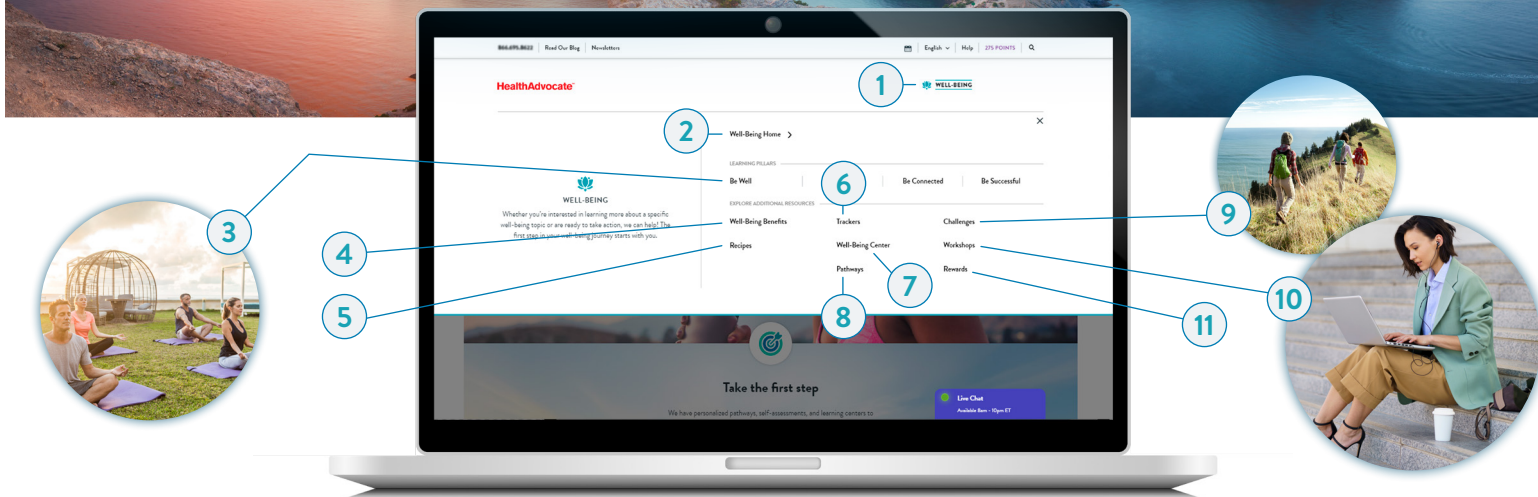 Read Our Blog
Newsletters
English
Help
275 POINTS
HealthAdvocate
1
WELL-BEING
2
Well-Being Home
LEARNING PILLARS
3
Be Well
6
Be Connected
Be Successful
WELL-BEING
Whether you're interested in learning more about a specific
well-being topic or are ready to take action, we can help! The
first step in your well-being journey starts with you.
EXPLORE ADDITIONAL RESOURCES
4
Well-Being Benefits
Trackers
Challenges
9
5
Recipes
Well-Being Center
Workshops
10
7
Pathways
Rewards
8
11
Take the first step
We have personalized pathways, self-assessments, and learning centers to
Live Chat
Available 8am - 10pm ET